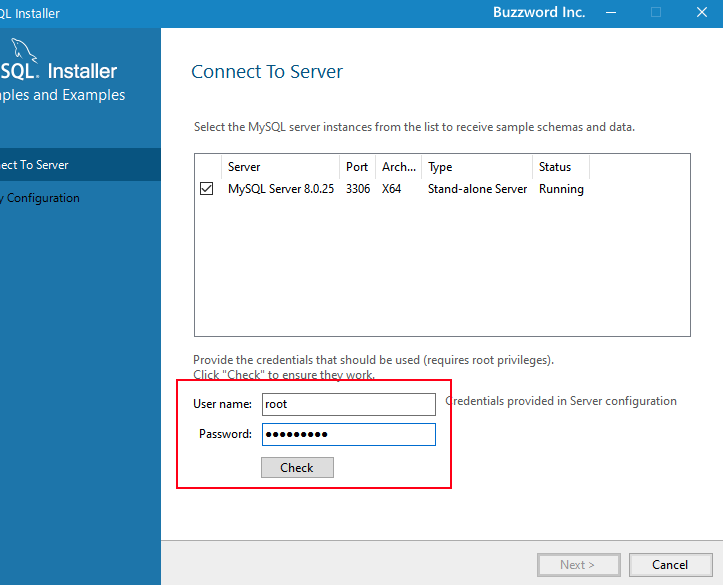 QL Installer
Buzzword Inc.
SQL. Installer
ples and Examples
ect To Server
y Configuration
Connect To Server
Select the MySQL server instances from the list to receive sample schemas and data.
Server Port Arch... Type Status
MySQL Server 8.0.25 3306 X64 Stand-alone Server Running
Provide the credentials that should be used (requires root privileges).
Click "Check" to ensure they work.
User name: root
Credentials provided in Server configuration
Password: ●●●●●●●●●
Check
Next >
Cancel